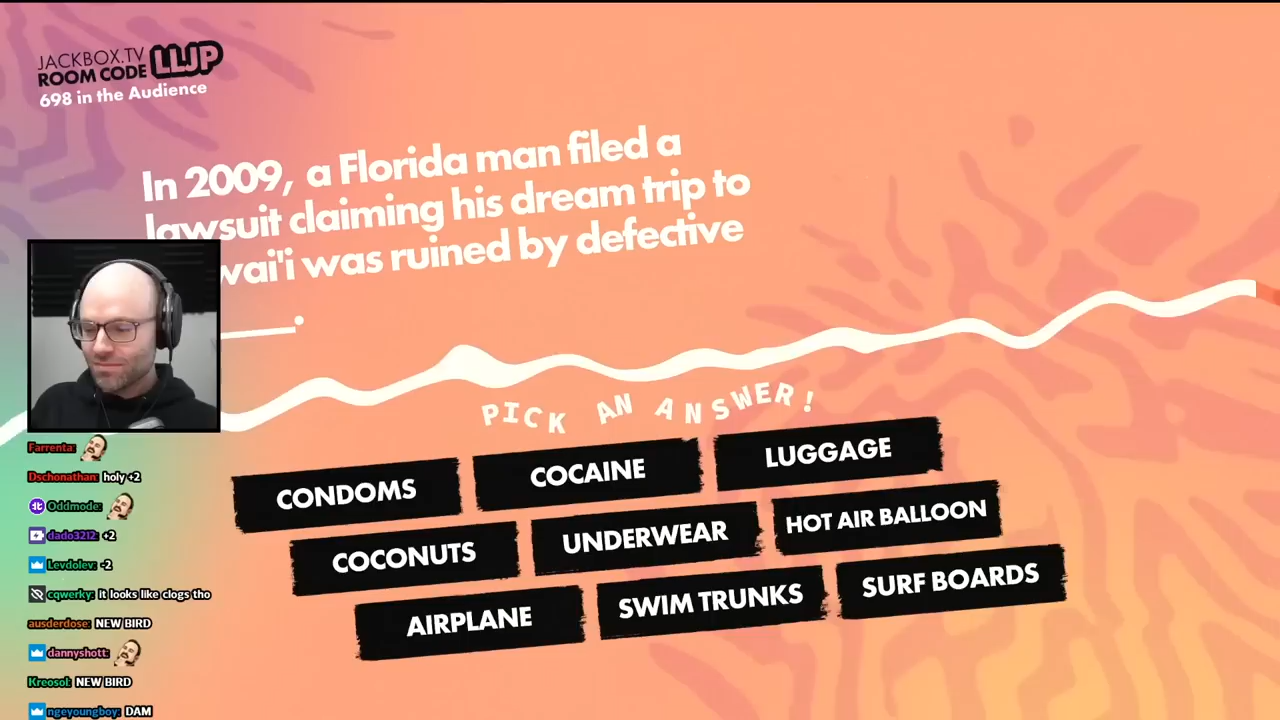 JACKBOX.TV
ROOM CODE LLJP
698 in the Audience
In 2009, a Florida man filed a
lawsuit claiming his dream trip to
wai'i was ruined by defective
.
PICK AN ANSWER!
CONDOMS
COCAINE
LUGGAGE
COCONUTS
UNDERWEAR
HOT AIR BALLOON
AIRPLANE
SWIM TRUNKS
SURF BOARDS
Farrenta:
Dschonathan: holy +2
Oddmode:
dado3212: +2
Levdolev: -2
cqwerky: it looks like clogs tho
ausderdose: NEW BIRD
dannyshott:
Kreosol: NEW BIRD
ngeyoungboy: DAM